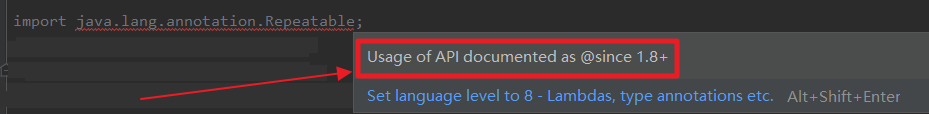 import java.lang.annotation.Repeatable;
Usage of API documented as @since 1.8+
Set language level to 8 - Lambdas, type annotations etc. Alt+Shift+Enter